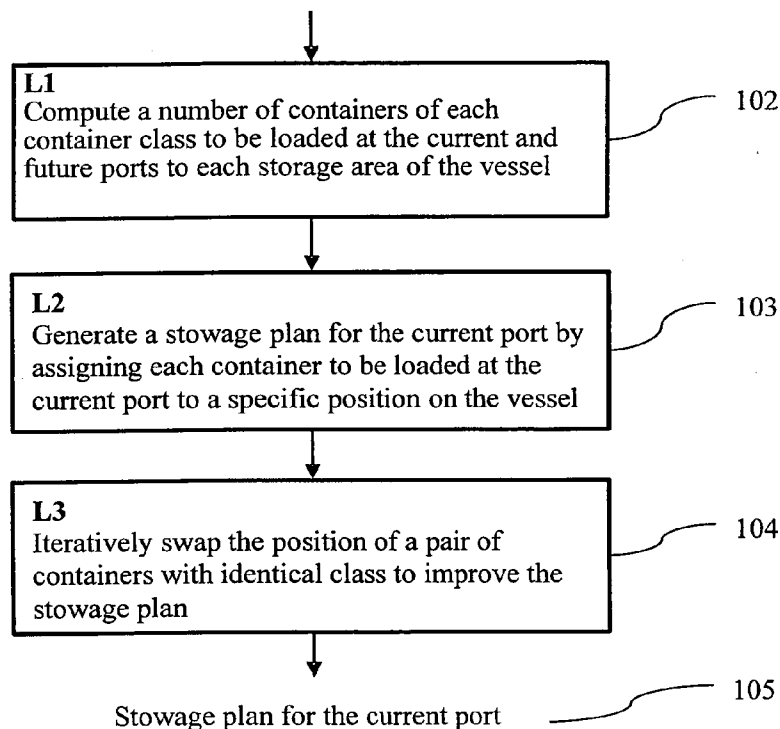 L1
Compute a number of containers of each
container class to be loaded at the current and
future ports to each storage area of the vessel
102
L2
Generate a stowage plan for the current port by
assigning each container to be loaded at the
current port to a specific position on the vessel
103
L3
Iteratively swap the position of a pair of
containers with identical class to improve the
stowage plan
104
Stowage plan for the current port
105